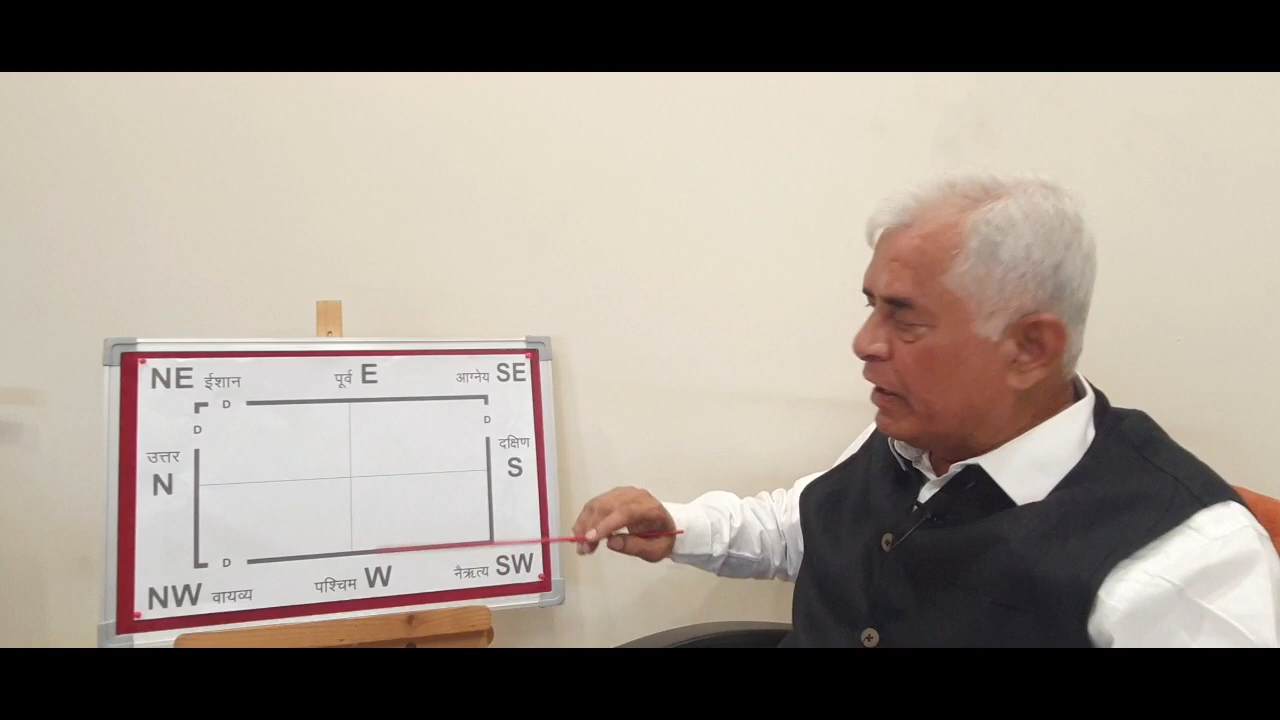 NE ईशान
पूर्व E
आग्नेय SE
D
D
D
उत्तर
N
दक्षिण
S
D
NW वायव्य
पश्चिम W
नैऋत्य SW